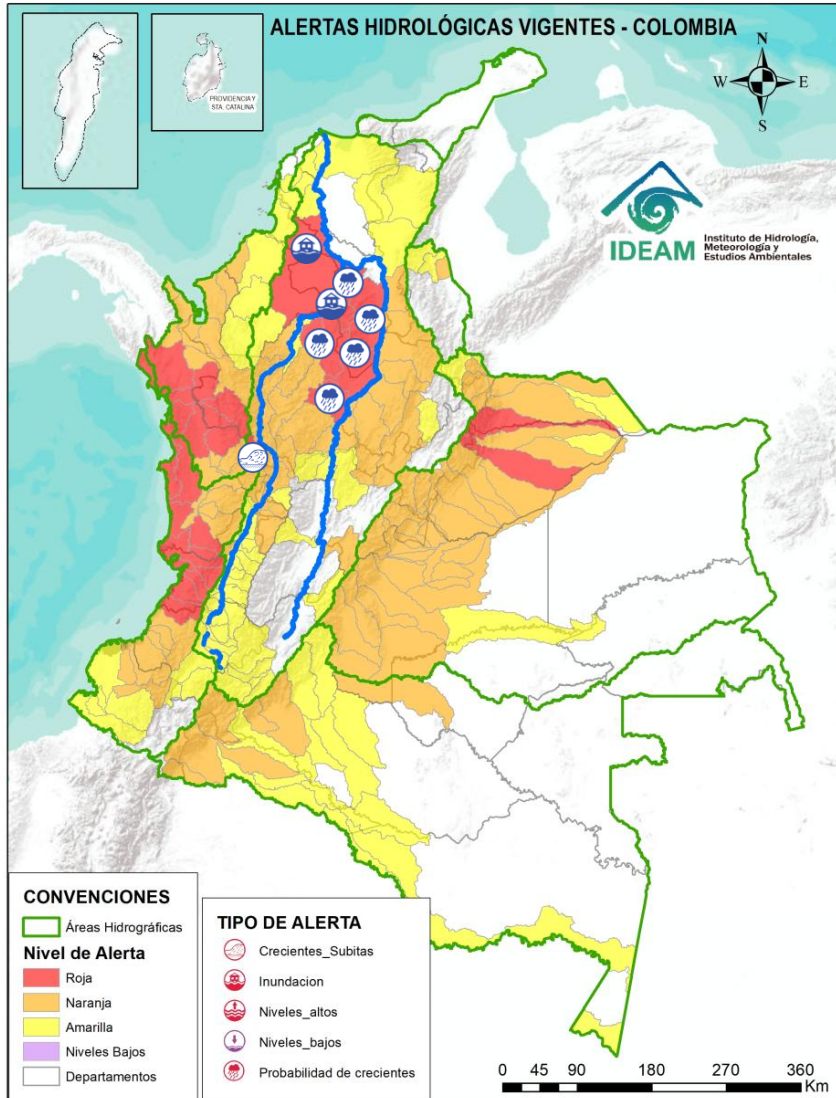 ALERTAS HIDROLÓGICAS VIGENTES - COLOMBIA
PROVIDENCIA Y
STA. CATALINA
N
W
E
S
IDEAM
Instituto de Hidrología,
Meteorología y
Estudios Ambientales
CONVENCIONES
Áreas Hidrográficas
Nivel de Alerta
Roja
Naranja
Amarilla
Niveles Bajos
Departamentos
TIPO DE ALERTA
Crecientes_Subitas
Inundacion
Niveles_altos
Niveles_bajos
Probabilidad de crecientes
0 45 90 180 270 360
Km